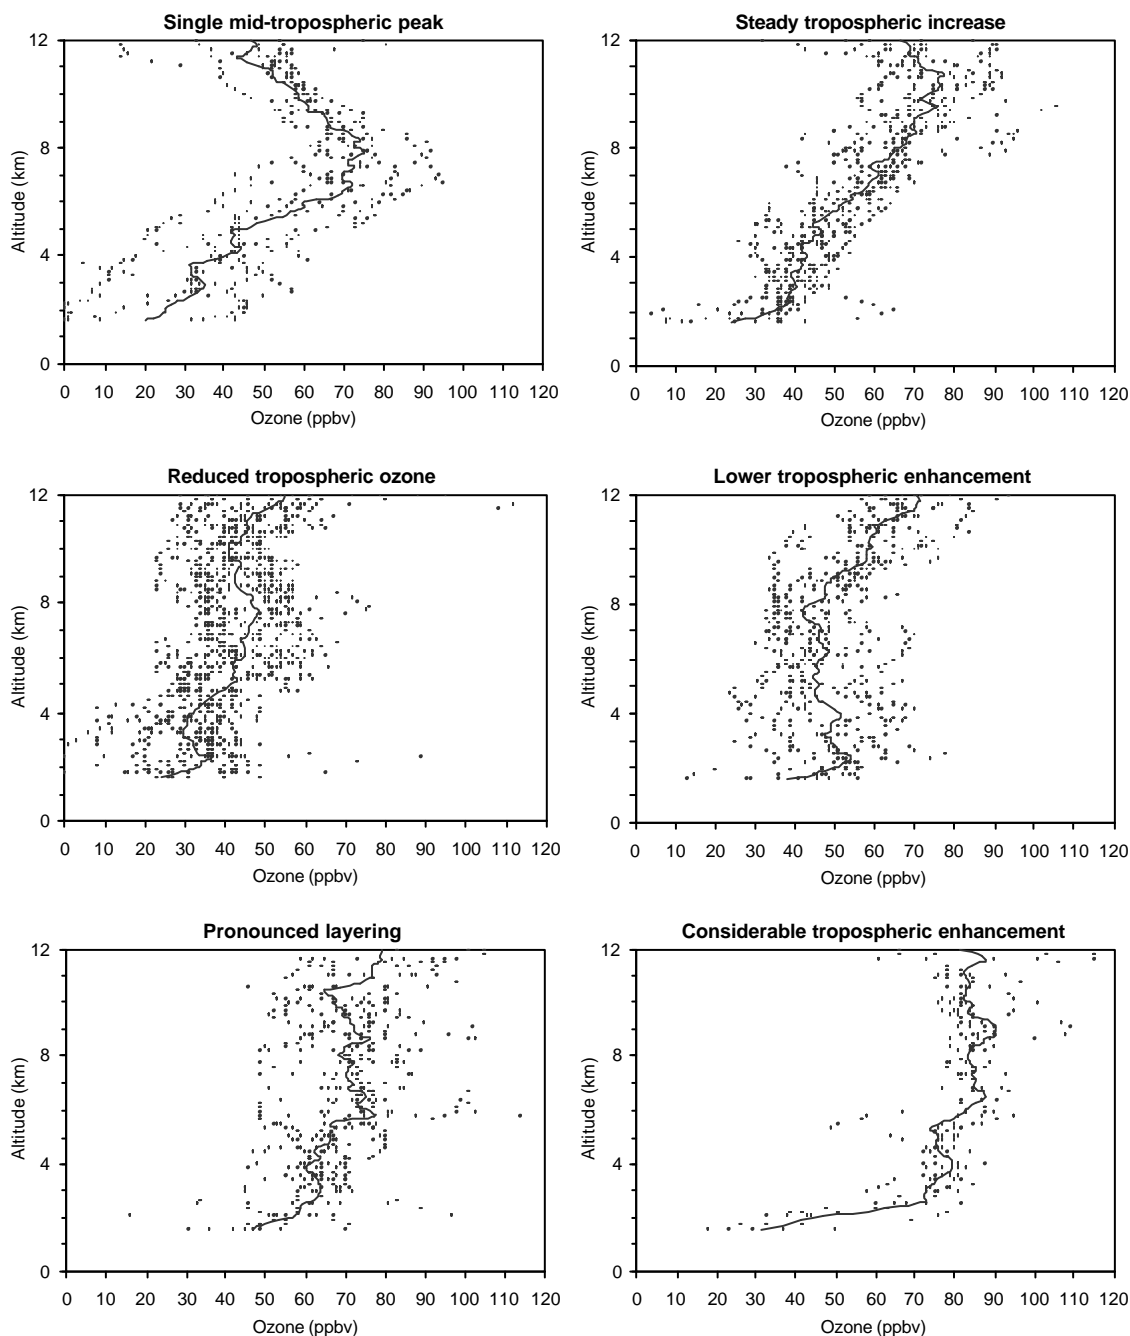 Single mid-tropospheric peak
12
8
4
0
Altitude (km)
0 10 20 30 40 50 60 70 80 90 100 110 120
Ozone (ppbv)
Steady tropospheric increase
12
8
4
0
Altitude (km)
0 10 20 30 40 50 60 70 80 90 100 110 120
Ozone (ppbv)
Reduced tropospheric ozone
12
8
4
0
Altitude (km)
0 10 20 30 40 50 60 70 80 90 100 110 120
Ozone (ppbv)
Lower tropospheric enhancement
12
8
4
0
Altitude (km)
0 10 20 30 40 50 60 70 80 90 100 110 120
Ozone (ppbv)
Pronounced layering
12
8
4
0
Altitude (km)
0 10 20 30 40 50 60 70 80 90 100 110 120
Ozone (ppbv)
Considerable tropospheric enhancement
12
8
4
0
Altitude (km)
0 10 20 30 40 50 60 70 80 90 100 110 120
Ozone (ppbv)